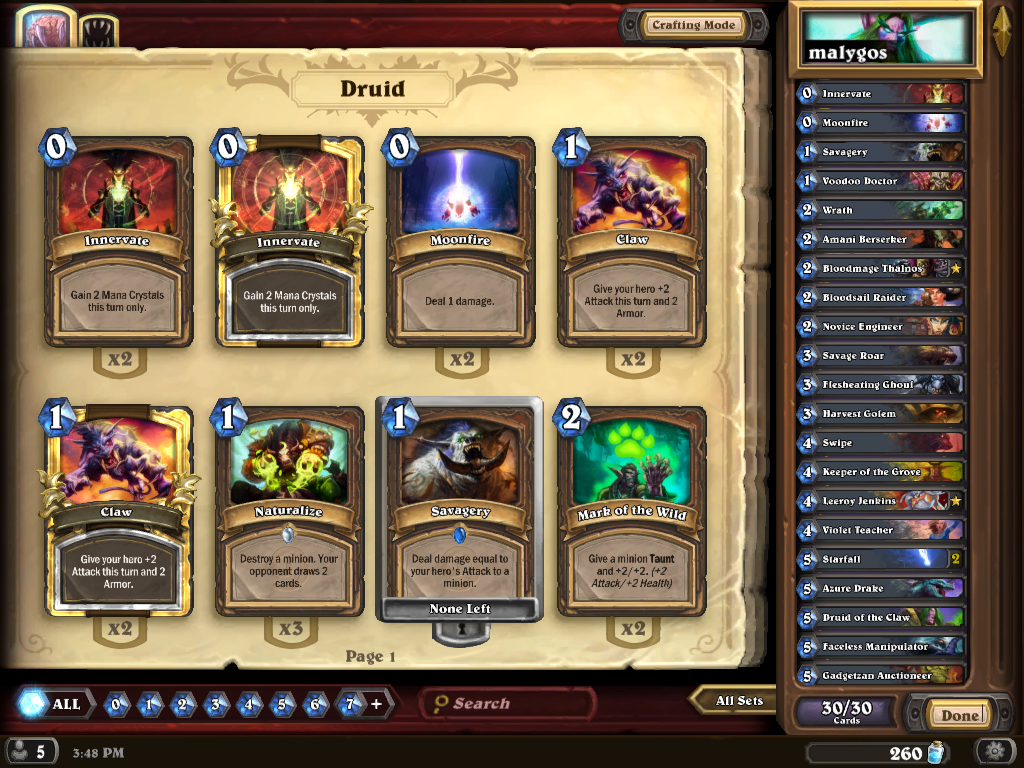 Crafting Mode
malygos
Druid
0
Innervate
Gain 2 Mana Crystals
this turn only.
x2
0
Innervate
Gain 2 Mana Crystals
this turn only.
0
Moonfire
Deal 1 damage.
x2
1
Claw
Give your hero +2
Attack this turn and 2
Armor.
x2
1
Claw
Give your hero +2
Attack this turn and 2
Armor.
x2
1
Naturalize
Destroy a minion. Your
opponent draws 2
cards.
x3
1
Savagery
Deal damage equal to
your hero's Attack to a
minion.
None Left
2
Mark of the Wild
Give a minion Taunt
and +2/+2. (+2
Attack/+2 Health)
x2
Page 1
0 Innervate
0 Moonfire
1 Savagery
1 Voodoo Doctor
2 Wrath
2 Amani Berserker
2 Bloodmage Thalnos
2 Bloodsail Raider
2 Novice Engineer
3 Savage Roar
3 Flesheating Ghoul
3 Harvest Golem
4 Swipe
4 Keeper of the Grove
4 Leeroy Jenkins
4 Violet Teacher
5 Starfall 2
5 Azure Drake
5 Druid of the Claw
5 Faceless Manipulator
5 Gadgetzan Auctioneer
ALL 0 1 2 3 4 5 6 7 +
Search
All Sets
30/30
Cards
Done
5
3:48 PM
260